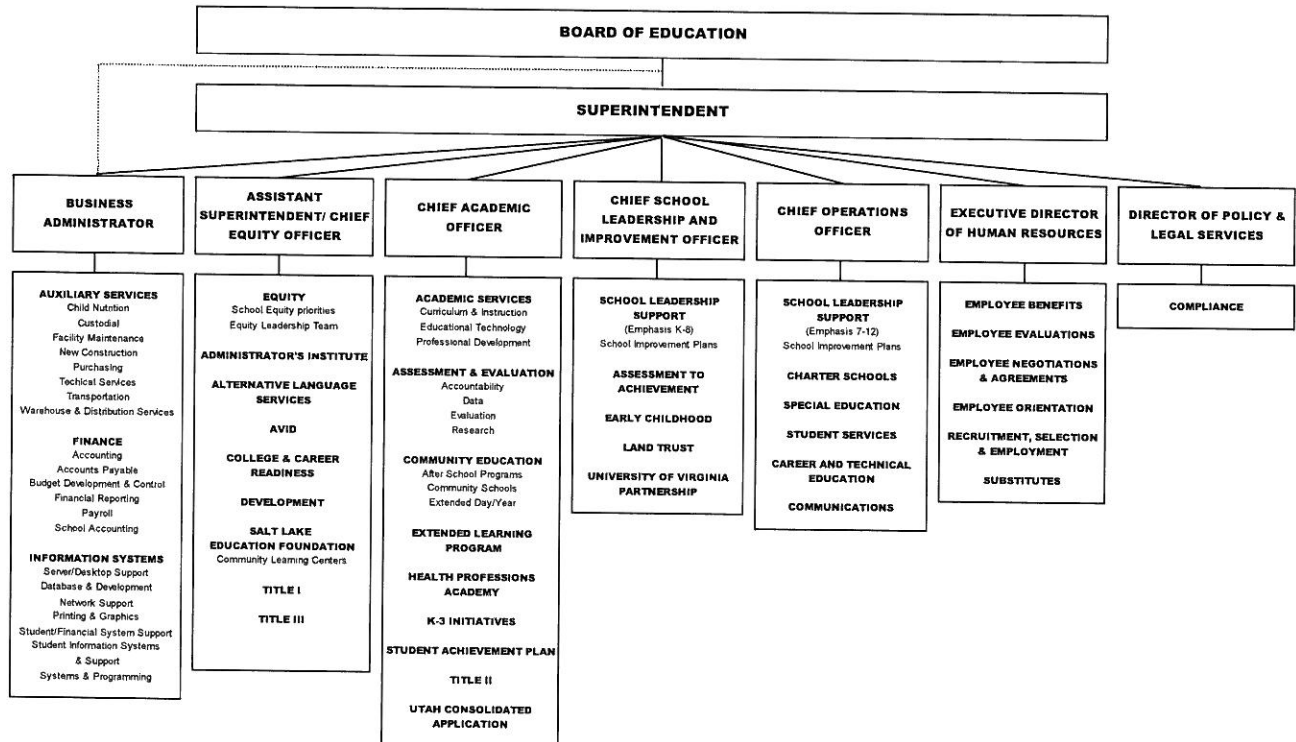 BOARD OF EDUCATION
SUPERINTENDENT
BUSINESS
ADMINISTRATOR
ASSISTANT
SUPERINTENDENT/ CHIEF
EQUITY OFFICER
CHIEF ACADEMIC
OFFICER
CHIEF SCHOOL
LEADERSHIP AND
IMPROVEMENT OFFICER
CHIEF OPERATIONS
OFFICER
EXECUTIVE DIRECTOR
OF HUMAN RESOURCES
DIRECTOR OF POLICY &
LEGAL SERVICES
AUXILIARY SERVICES
Child Nutrition
Custodial
Facility Maintenance
New Construction
Purchasing
Techical Services
Transportation
Warehouse & Distribution Services
FINANCE
Accounting
Accounts Payable
Budget Development & Control
Financial Reporting
Payroll
School Accounting
INFORMATION SYSTEMS
Server/Desktop Support
Database & Development
Network Support
Printing & Graphics
Student/Financial System Support
Student Information Systems
& Support
Systems & Programming
EQUITY
School Equity priorities
Equity Leadership Team
ADMINISTRATOR'S INSTITUTE
ALTERNATIVE LANGUAGE
SERVICES
AVID
COLLEGE & CAREER
READINESS
DEVELOPMENT
SALT LAKE
EDUCATION FOUNDATION
Community Learning Centers
TITLE I
TITLE III
ACADEMIC SERVICES
Curriculum & Instruction
Educational Technology
Professional Development
ASSESSMENT & EVALUATION
Accountability
Data
Evaluation
Research
COMMUNITY EDUCATION
After School Programs
Community Schools
Extended Day/Year
EXTENDED LEARNING
PROGRAM
HEALTH PROFESSIONS
ACADEMY
K-3 INITIATIVES
STUDENT ACHIEVEMENT PLAN
TITLE II
UTAH CONSOLIDATED
APPLICATION
SCHOOL LEADERSHIP
SUPPORT
(Emphasis K-8)
School Improvement Plans
ASSESSMENT TO
ACHIEVEMENT
EARLY CHILDHOOD
LAND TRUST
UNIVERSITY OF VIRGINIA
PARTNERSHIP
SCHOOL LEADERSHIP
SUPPORT
(Emphasis 7-12)
School Improvement Plans
CHARTER SCHOOLS
SPECIAL EDUCATION
STUDENT SERVICES
CAREER AND TECHNICAL
EDUCATION
COMMUNICATIONS
EMPLOYEE BENEFITS
EMPLOYEE EVALUATIONS
EMPLOYEE NEGOTIATIONS
& AGREEMENTS
EMPLOYEE ORIENTATION
RECRUITMENT, SELECTION
& EMPLOYMENT
SUBSTITUTES
COMPLIANCE